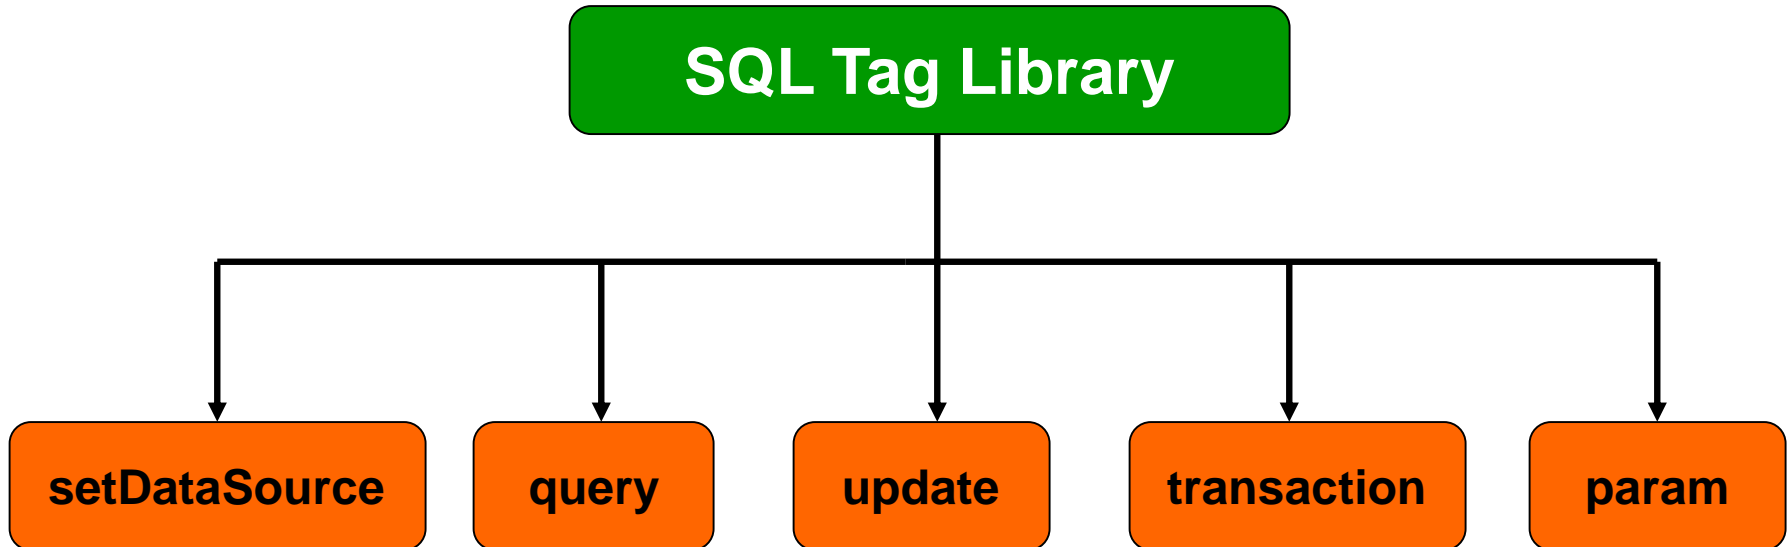 SQL Tag Library
setDataSource
query
update
transaction
param